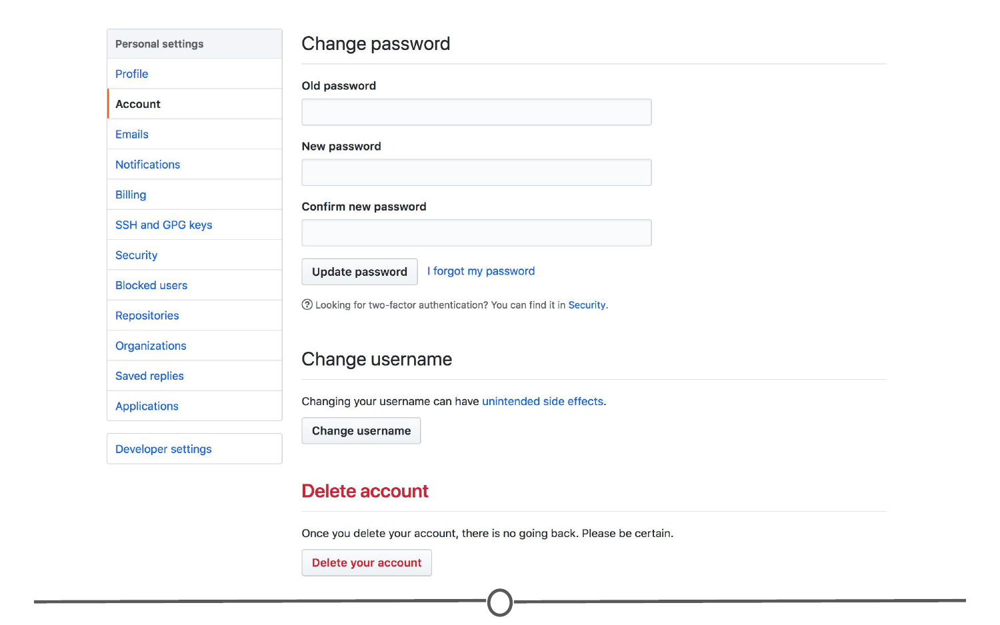 Personal settings
Profile
Account
Emails
Notifications
Billing
SSH and GPG keys
Security
Blocked users
Repositories
Organizations
Saved replies
Applications
Developer settings
Change password
Old password
New password
Confirm new password
Update password I forgot my password
Looking for two-factor authentication? You can find it in Security.
Change username
Changing your username can have unintended side effects.
Change username
Delete account
Once you delete your account, there is no going back. Please be certain.
Delete your account